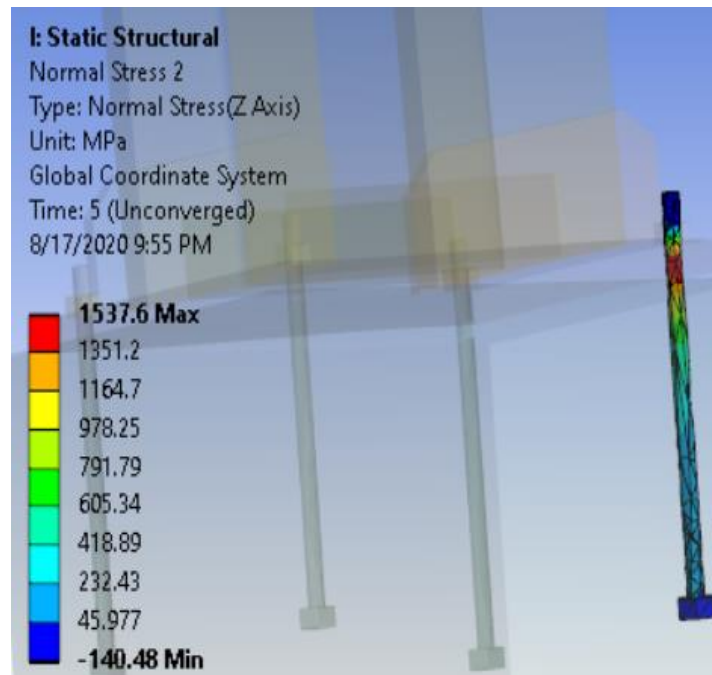 I: Static Structural
Normal Stress 2
Type: Normal Stress(Z Axis)
Unit: MPa
Global Coordinate System
Time: 5 (Unconverged)
8/17/2020 9:55 PM
1537.6 Max
1351.2
1164.7
978.25
791.79
605.34
418.89
232.43
45.977
-140.48 Min